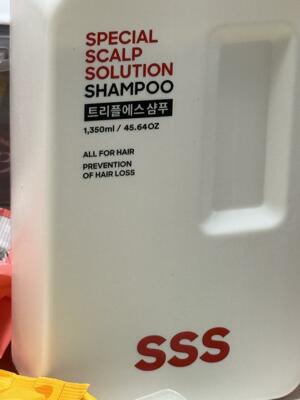 SPECIAL
SCALP
SOLUTION
SHAMPOO
트리플에스샴푸
1,350ml / 45.64OZ
ALL FOR HAIR
PREVENTION
OF HAIR LOSS
SSS